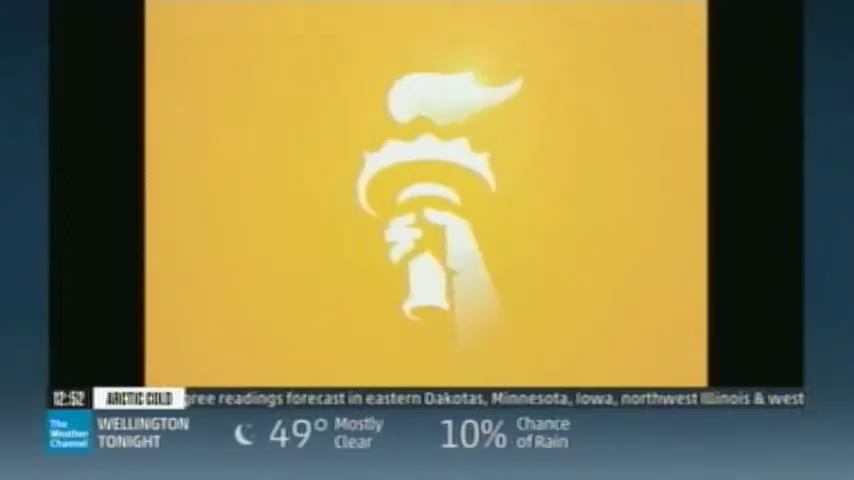 12:52
ARCTIC COLD
gree readings forecast in eastern Dakotas, Minnesota, Iowa, northwest Illinois & west
The
Weather
Channel
WELLINGTON
TONIGHT
49° Mostly
Clear
10% Chance
of Rain